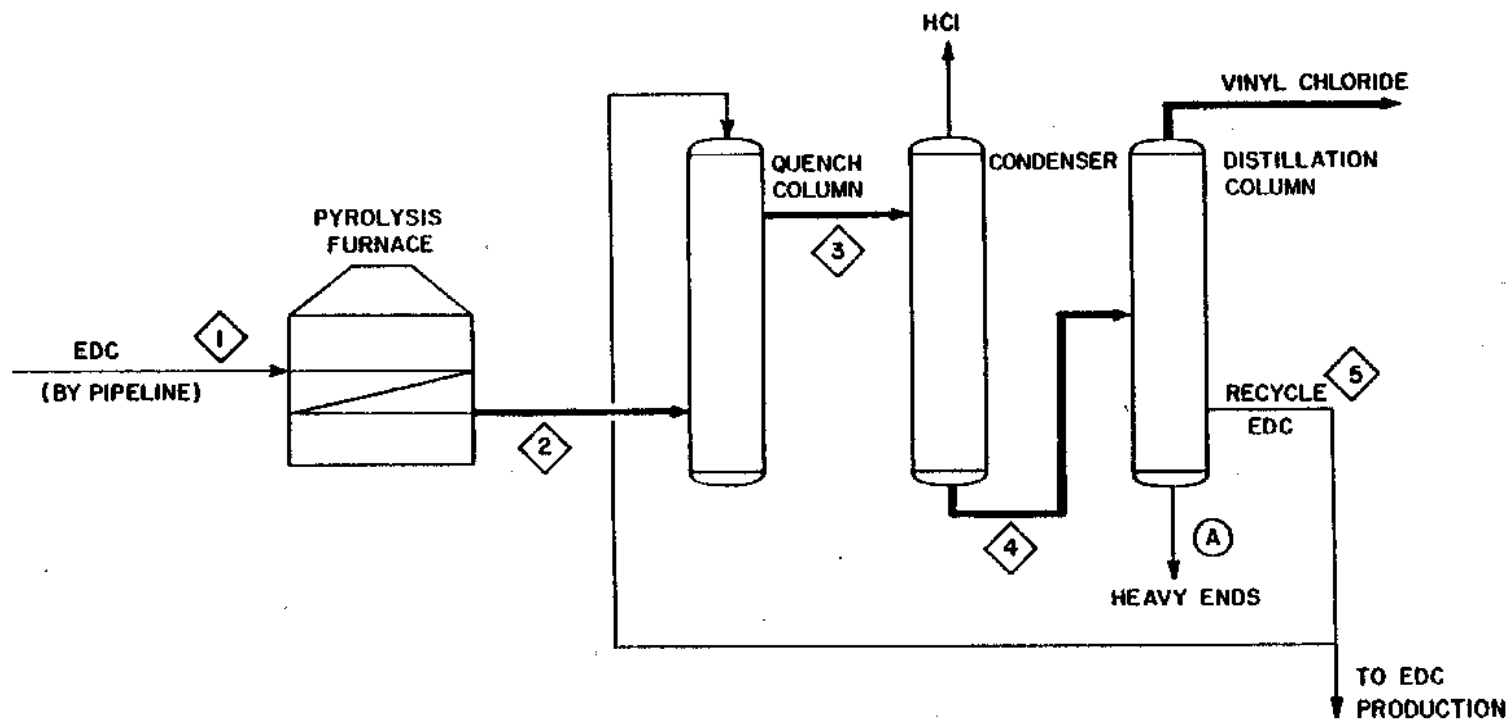 HCl
VINYL CHLORIDE
QUENCH
COLUMN
CONDENSER
DISTILLATION
COLUMN
PYROLYSIS
FURNACE
3
1
EDC
(BY PIPELINE)
2
RECYCLE
EDC
5
4
A
HEAVY ENDS
TO EDC
PRODUCTION